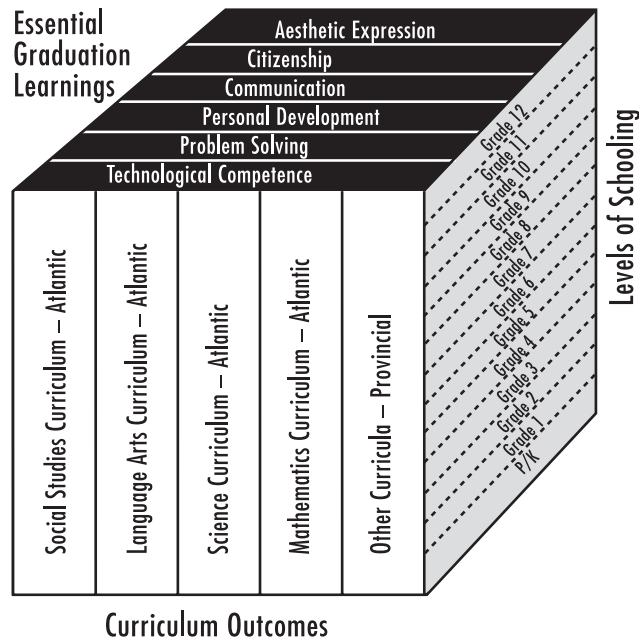 Essential
Graduation
Learnings
Aesthetic Expression
Citizenship
Communication
Personal Development
Problem Solving
Technological Competence
Social Studies Curriculum – Atlantic
Language Arts Curriculum – Atlantic
Science Curriculum – Atlantic
Mathematics Curriculum – Atlantic
Other Curricula – Provincial
Grade 12
Grade 11
Grade 10
Grade 9
Grade 8
Grade 7
Grade 6
Grade 5
Grade 4
Grade 3
Grade 2
Grade 1
P/K
Levels of Schooling
Curriculum Outcomes